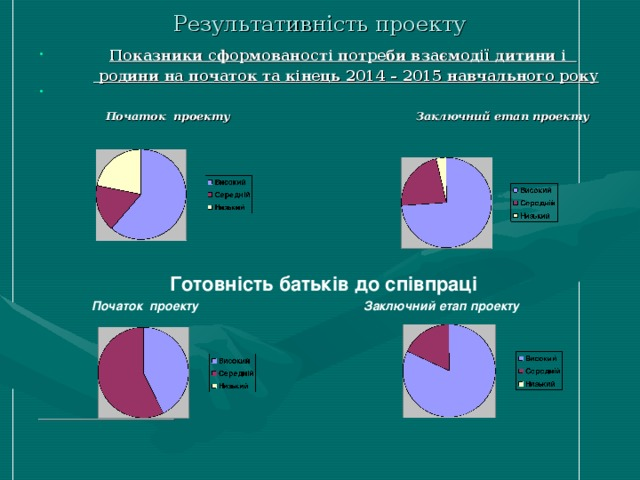 Результативність проекту
Показники сформованості потреби взаємодії дитини і
родини на початок та кінець 2014 – 2015 навчального року
Початок проекту
Заключний етап проекту
Високий
Середній
Низький
Високий
Середній
Низький
Готовність батьків до співпраці
Початок проекту
Заключний етап проекту
Високий
Середній
Низький
Високий
Середній
Низький